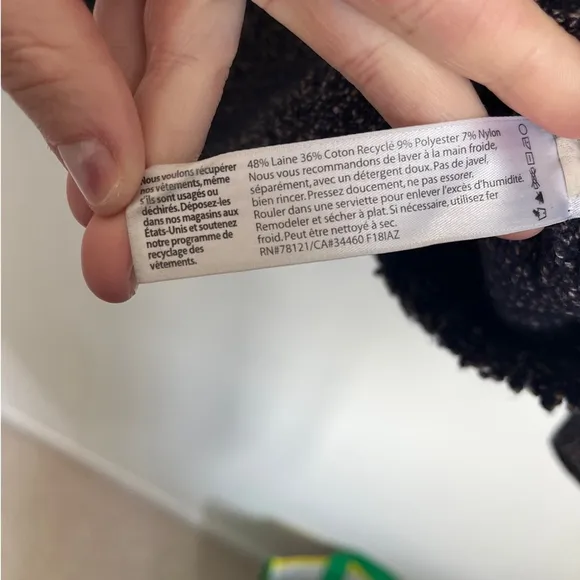 Nous voulons récupérer
nos vêtements, même
s'ils sont usagés ou
déchirés. Déposez-les
dans nos magasins aux
États-Unis et soutenez
notre programme de
recyclage des
vêtements.
48% Laine 36% Coton Recyclé 9% Polyester 7% Nylon
Nous vous recommandons de laver à la main froide,
séparément, avec un détergent doux. Pas de javel,
bien rincer. Pressez doucement, ne pas essorer.
Rouler dans une serviette pour enlever l'excès d'humidité.
Remodeler et sécher à plat. Si nécessaire, utilisez fer
froid. Peut être nettoyé à sec.
RN#78121/CA#34460 F18IAZ